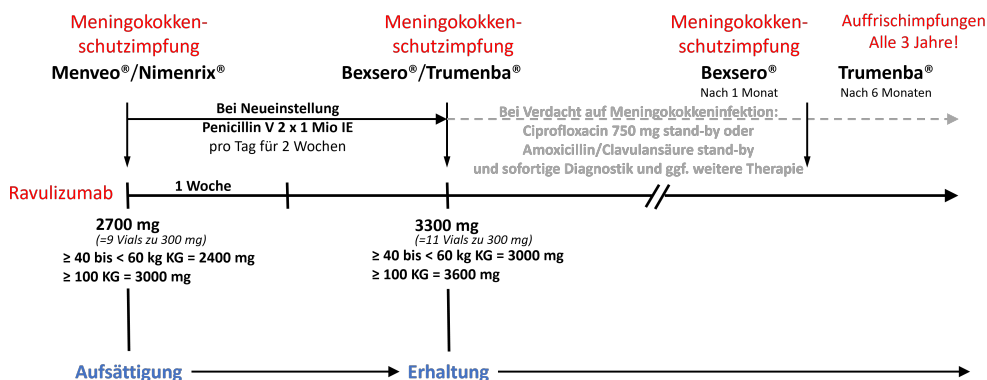 Meningokokken-
schutzimpfung
Menveo®/Nimenrix®
Meningokokken-
schutzimpfung
Bexsero®/Trumenba®
Meningokokken-
schutzimpfung
Bexsero®
Nach 1 Monat
Auffrischimpfungen
Alle 3 Jahre!
Trumenba®
Nach 6 Monaten
Bei Neueinstellung
Penicillin V 2 x 1 Mio IE
pro Tag für 2 Wochen
Bei Verdacht auf Meningokokkeninfektion:
Ciprofloxacin 750 mg stand-by oder
Amoxicillin/Clavulansäure stand-by
und sofortige Diagnostik und ggf. weitere Therapie
Ravulizumab
1 Woche
2700 mg
(=9 Vials zu 300 mg)
≥ 40 bis < 60 kg KG = 2400 mg
≥ 100 KG = 3000 mg
3300 mg
(=11 Vials zu 300 mg)
≥ 40 bis < 60 kg KG = 3000 mg
≥ 100 KG = 3600 mg
Aufsättigung
Erhaltung